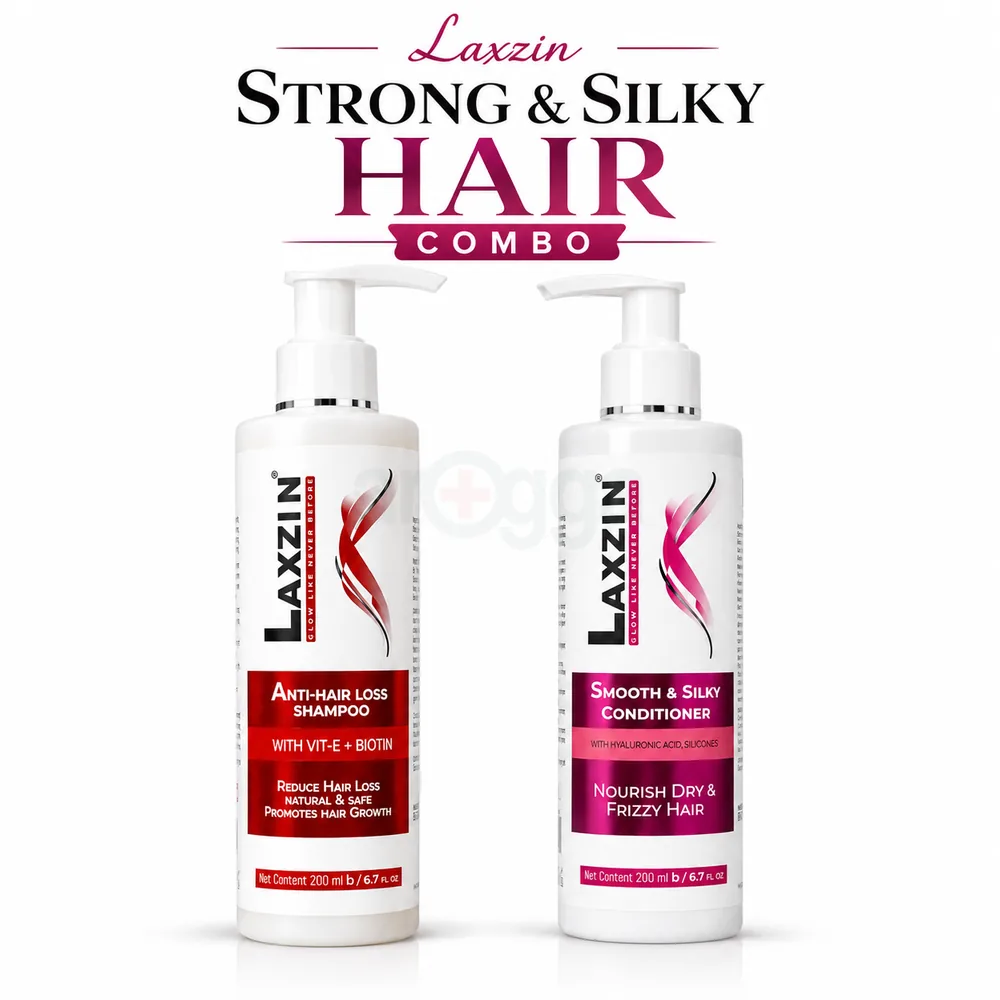 Laxzin
STRONG & SILKY
HAIR
COMBO
arogga
LAXZIN®
GLOW LIKE NEVER BEFORE
ANTI-HAIR LOSS
SHAMPOO
WITH VIT-E + BIOTIN
REDUCE HAIR LOSS
NATURAL & SAFE
PROMOTES HAIR GROWTH
Net Content 200 ml b / 6.7 FL OZ
LAXZIN®
GLOW LIKE NEVER BEFORE
SMOOTH & SILKY
CONDITIONER
WITH HYALURONIC ACID, SILICONES
NOURISH DRY &
FRIZZY HAIR
Net Content 200 ml b / 6.7 FL OZ